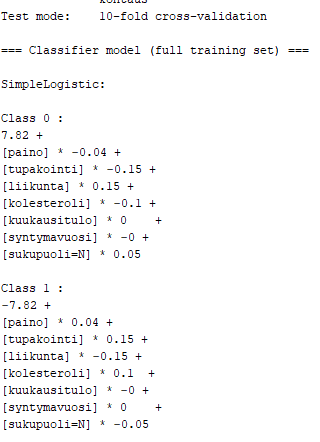 kontaus
Test mode:    10-fold cross-validation

=== Classifier model (full training set) ===

SimpleLogistic:

Class 0 :
7.82 +
[paino] * -0.04 +
[tupakointi] * -0.15 +
[liikunta] * 0.15 +
[kolesteroli] * -0.1 +
[kuukausitulo] * 0    +
[syntymavuosi] * -0 +
[sukupuoli=N] * 0.05

Class 1 :
-7.82 +
[paino] * 0.04 +
[tupakointi] * 0.15 +
[liikunta] * -0.15 +
[kolesteroli] * 0.1  +
[kuukausitulo] * -0 +
[syntymavuosi] * 0    +
[sukupuoli=N] * -0.05